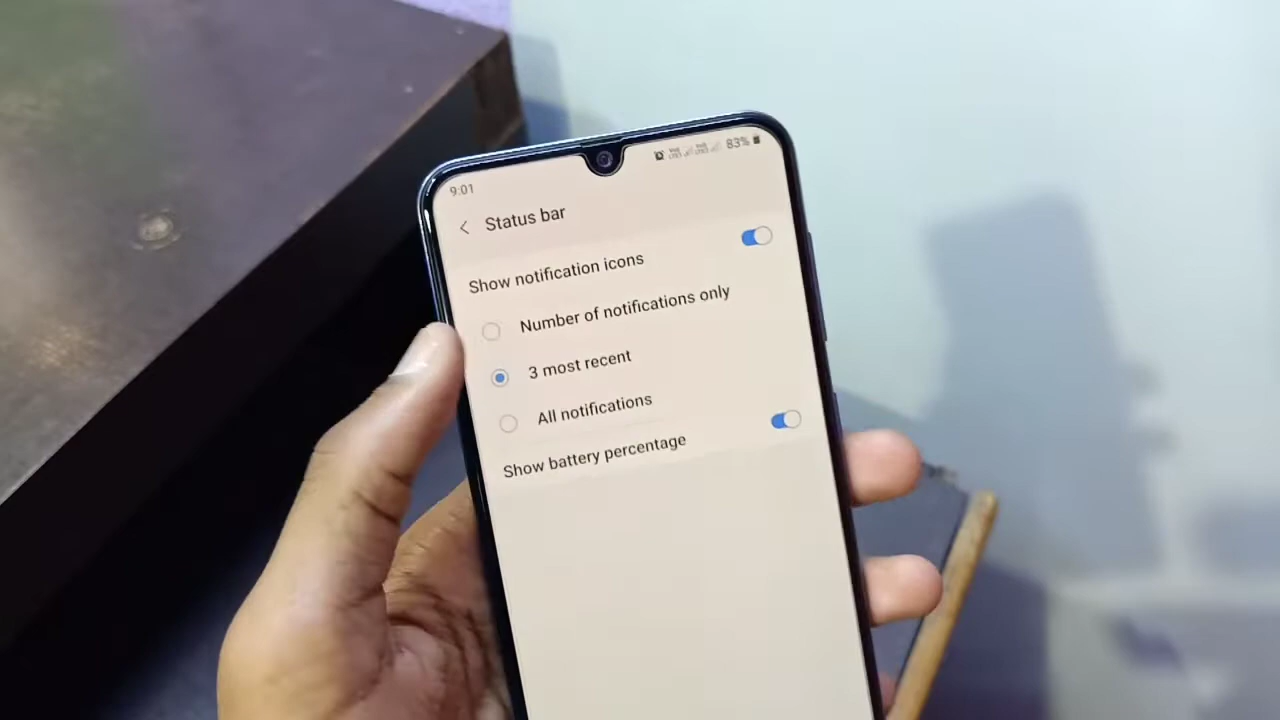 9:01
83%
Status bar
Show notification icons
Number of notifications only
3 most recent
All notifications
Show battery percentage